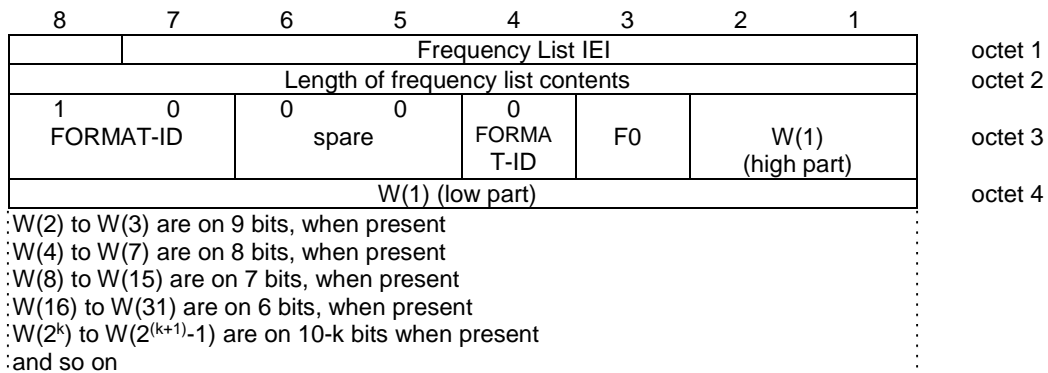 8 7 6 5 4 3 2 1
Frequency List IEI octet 1
Length of frequency list contents octet 2
1 0 0 0 0
FORMAT-ID spare FORMA F0 W(1) octet 3
T-ID (high part)
W(1) (low part) octet 4
W(2) to W(3) are on 9 bits, when present
W(4) to W(7) are on 8 bits, when present
W(8) to W(15) are on 7 bits, when present
W(16) to W(31) are on 6 bits, when present
W(2^k) to W(2^(k+1)-1) are on 10-k bits when present
and so on